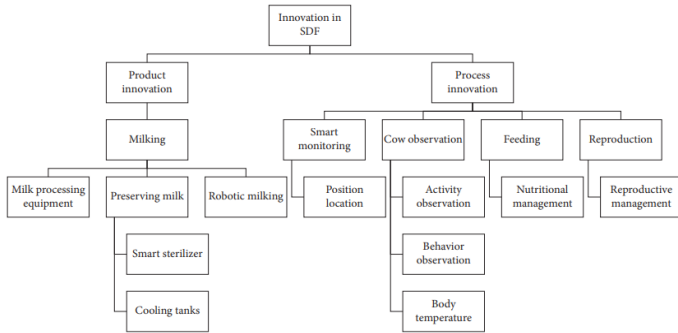 Innovation in
SDF
Product
innovation
Process
innovation
Milking
Smart
monitoring
Cow observation
Feeding
Reproduction
Milk processing
equipment
Preserving milk
Robotic milking
Position
location
Activity
observation
Nutritional
management
Reproductive
management
Smart sterilizer
Behavior
observation
Cooling tanks
Body
temperature